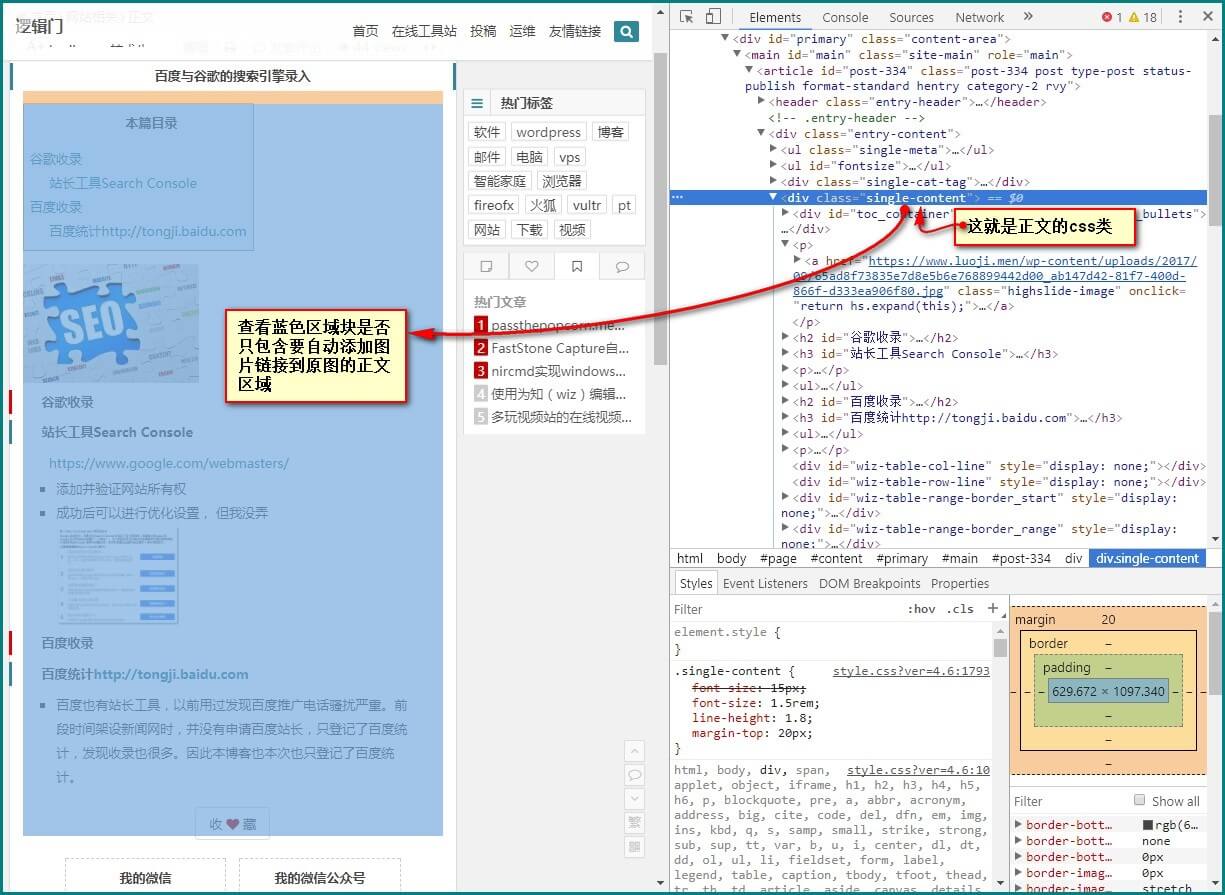 逻辑门
首页 在线工具站 投稿 运维 友情链接
百度与谷歌的搜索引擎录入
本篇目录
谷歌收录
站长工具Search Console
百度收录
百度统计http://tongji.baidu.com
SEO
谷歌收录
站长工具Search Console
https://www.google.com/webmasters/
添加并验证网站所有权
成功后可以进行优化设置， 但我没弄
百度收录
百度统计http://tongji.baidu.com
百度也有站长工具，以前用过发现百度推广电话骚扰严重。前
段时间架设新闻网时，并没有申请百度站长，只登记了百度统
计，发现收录也很多。因此本博客也本次也只登记了百度统
计。
收 藏
我的微信 我的微信公众号
热门标签
软件 wordpress 博客
邮件 电脑 vps
智能家庭 浏览器
fireofx 火狐 vultr pt
网站 下载 视频
热门文章
1 passthepopcorn.me...
2 FastStone Capture自...
3 nircmd实现windows...
4 使用为知（wiz）编辑...
5 多玩视频站的在线视频...
繁
查看蓝色区域块是否
只包含要自动添加图
片链接到原图的正文
区域
这就是正文的css类
Elements Console Sources Network » 1 18
<div id="primary" class="content-area">
<main id="main" class="site-main" role="main">
<article id="post-334" class="post-334 post type-post status-
publish format-standard hentry category-2 rvy">
<header class="entry-header">…</header>
<!-- .entry-header -->
<div class="entry-content">
<ul class="single-meta">…</ul>
<ul id="fontsize">…</ul>
<div class="single-cat-tag">…</div>
<div class="single-content"> == $0
<div id="toc_container" _bullets">
…</div>
<p>
<a href="https://www.luoji.men/wp-content/uploads/2017/
09/65ad8f73835e7d8e5b6e768899442d00_ab147d42-81f7-400d-
866f-d333ea906f80.jpg" class="highslide-image" onclick=
"return hs.expand(this);">…</a>
</p>
<h2 id="谷歌收录">…</h2>
<h3 id="站长工具Search Console">…</h3>
<p>…</p>
<ul>…</ul>
<h2 id="百度收录">…</h2>
<h3 id="百度统计http://tongji.baidu.com">…</h3>
<ul>…</ul>
<p>…</p>
<div id="wiz-table-col-line" style="display: none;"></div>
<div id="wiz-table-row-line" style="display: none;"></div>
<div id="wiz-table-range-border_start" style="display:
none;">…</div>
<div id="wiz-table-range-border_range" style="display:
none;">…</div>
html body #page #content #primary #main #post-334 div div.single-content
Styles Event Listeners DOM Breakpoints Properties
Filter :hov .cls +
element.style {
}
.single-content { style.css?ver=4.6:1793
font-size: 15px;
font-size: 1.5rem;
line-height: 1.8;
margin-top: 20px;
}
html, body, div, span, style.css?ver=4.6:10
applet, object, iframe, h1, h2, h3, h4, h5,
h6, p, blockquote, pre, a, abbr, acronym,
address, big, cite, code, del, dfn, em, img,
ins, kbd, q, s, samp, small, strike, strong,
sub, sup, tt, var, b, u, i, center, dl, dt,
dd, ol, ul, li, fieldset, form, label,
legend, table, caption, tbody, tfoot, thead,
tr, th, td, article, aside, canvas, details,
margin 20
border –
padding –
629.672 × 1097.340
Filter Show all
border-bott… rgb(6…
border-bott… none
border-bott… 0px
border-imag… 0px
border-imag… stretch